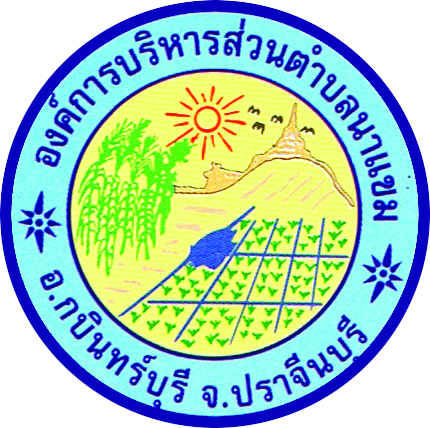 องค์การบริหารส่วนตำบลนาแขม
อ.กบินทร์บุรี จ.ปราจีนบุรี